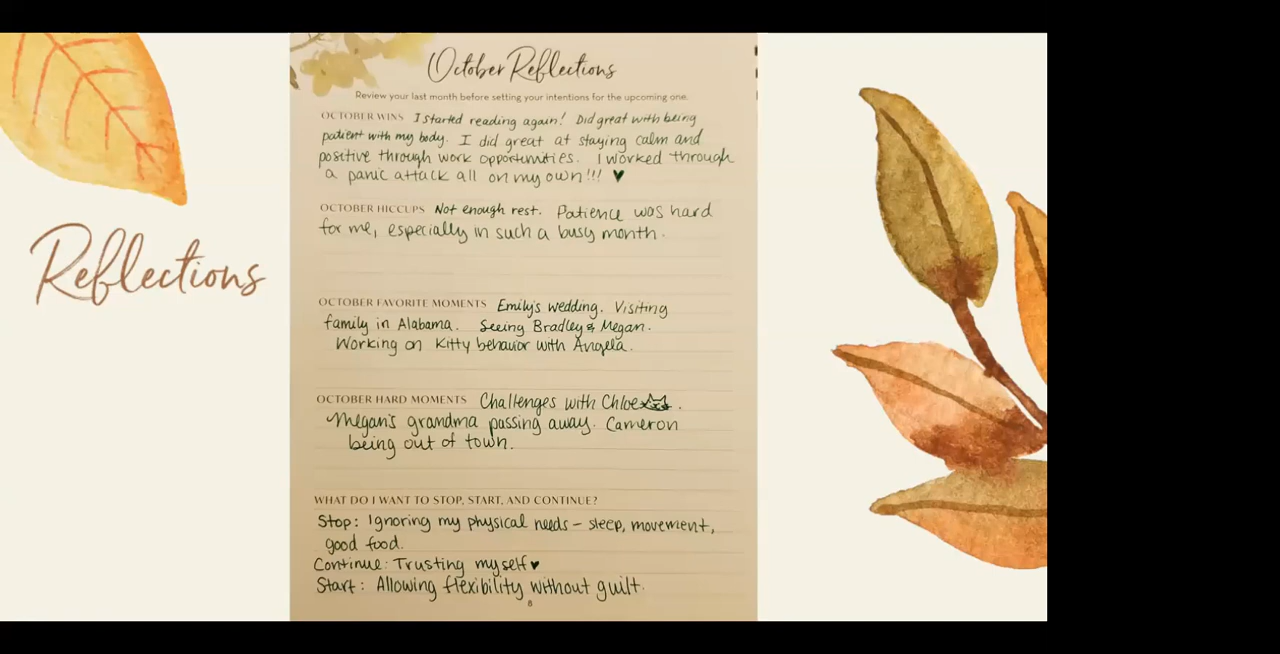 Reflections
October Reflections
Review your last month before setting your intentions for the upcoming one.
OCTOBER WINS I started reading again! Did great with being
patient with my body. I did great at staying calm and
positive through work opportunities. I worked through
a panic attack all on my own!!! ♥
OCTOBER HICCUPS Not enough rest. Patience was hard
for me, especially in such a busy month.
OCTOBER FAVORITE MOMENTS Emily's wedding. Visiting
family in Alabama. Seeing Bradley & Megan.
Working on Kitty behavior with Angela.
OCTOBER HARD MOMENTS Challenges with Chloe.
Megan's grandma passing away. Cameron
being out of town.
WHAT DO I WANT TO STOP, START, AND CONTINUE?
Stop: Ignoring my physical needs – sleep, movement,
good food.
Continue: Trusting myself ♥
Start: Allowing flexibility without guilt.
8